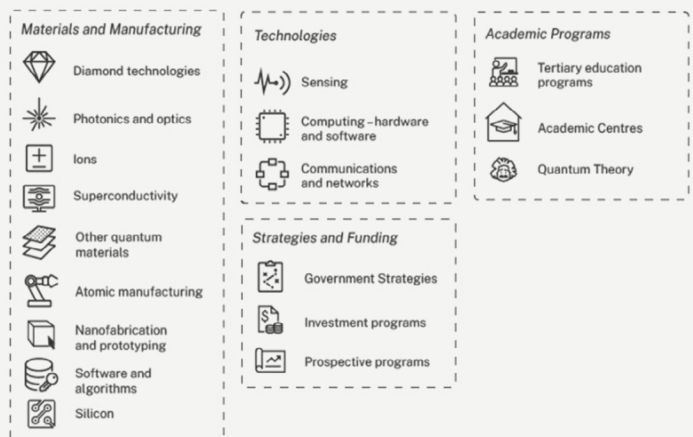 Materials and Manufacturing
Diamond technologies
Photonics and optics
Ions
Superconductivity
Other quantum
materials
Atomic manufacturing
Nanofabrication
and prototyping
Software and
algorithms
Silicon
Technologies
Sensing
Computing – hardware
and software
Communications
and networks
Strategies and Funding
Government Strategies
Investment programs
Prospective programs
Academic Programs
Tertiary education
programs
Academic Centres
Quantum Theory